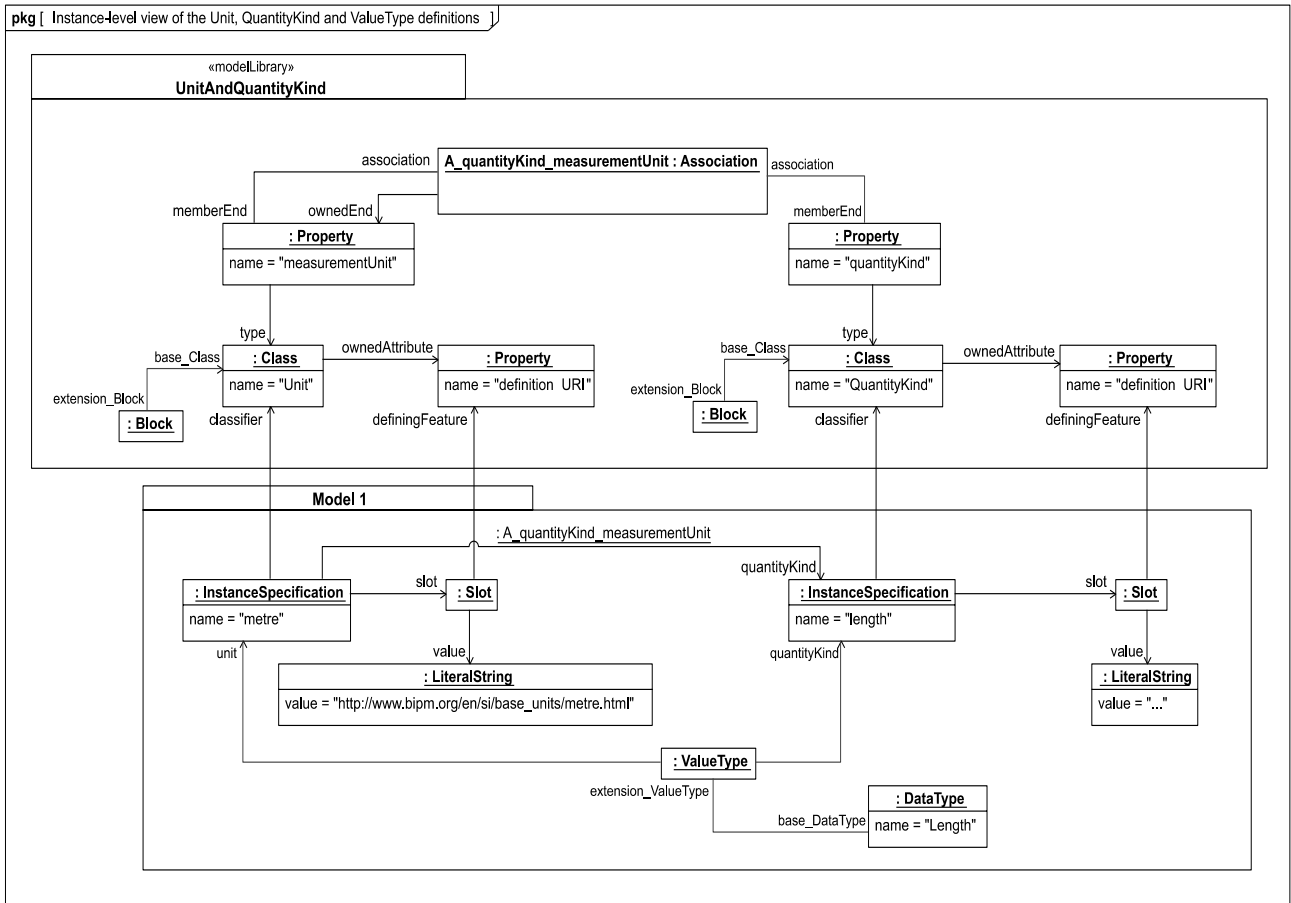 pkg [ Instance-level view of the Unit, QuantityKind and ValueType definitions ]
«modelLibrary»
UnitAndQuantityKind
association
A_quantityKind_measurementUnit : Association
association
memberEnd
ownedEnd
memberEnd
: Property
name = "measurementUnit"
: Property
name = "quantityKind"
type
type
base_Class
: Class
name = "Unit"
ownedAttribute
: Property
name = "definition URI"
base_Class
: Class
name = "QuantityKind"
ownedAttribute
: Property
name = "definition URI"
extension_Block
: Block
classifier
definingFeature
extension_Block
: Block
classifier
definingFeature
Model 1
: A_quantityKind_measurementUnit
quantityKind
: InstanceSpecification
name = "metre"
slot
: Slot
: InstanceSpecification
name = "length"
slot
: Slot
unit
value
quantityKind
value
: LiteralString
value = "http://www.bipm.org/en/si/base_units/metre.html"
: LiteralString
value = "..."
: ValueType
extension_ValueType
base_DataType
: DataType
name = "Length"